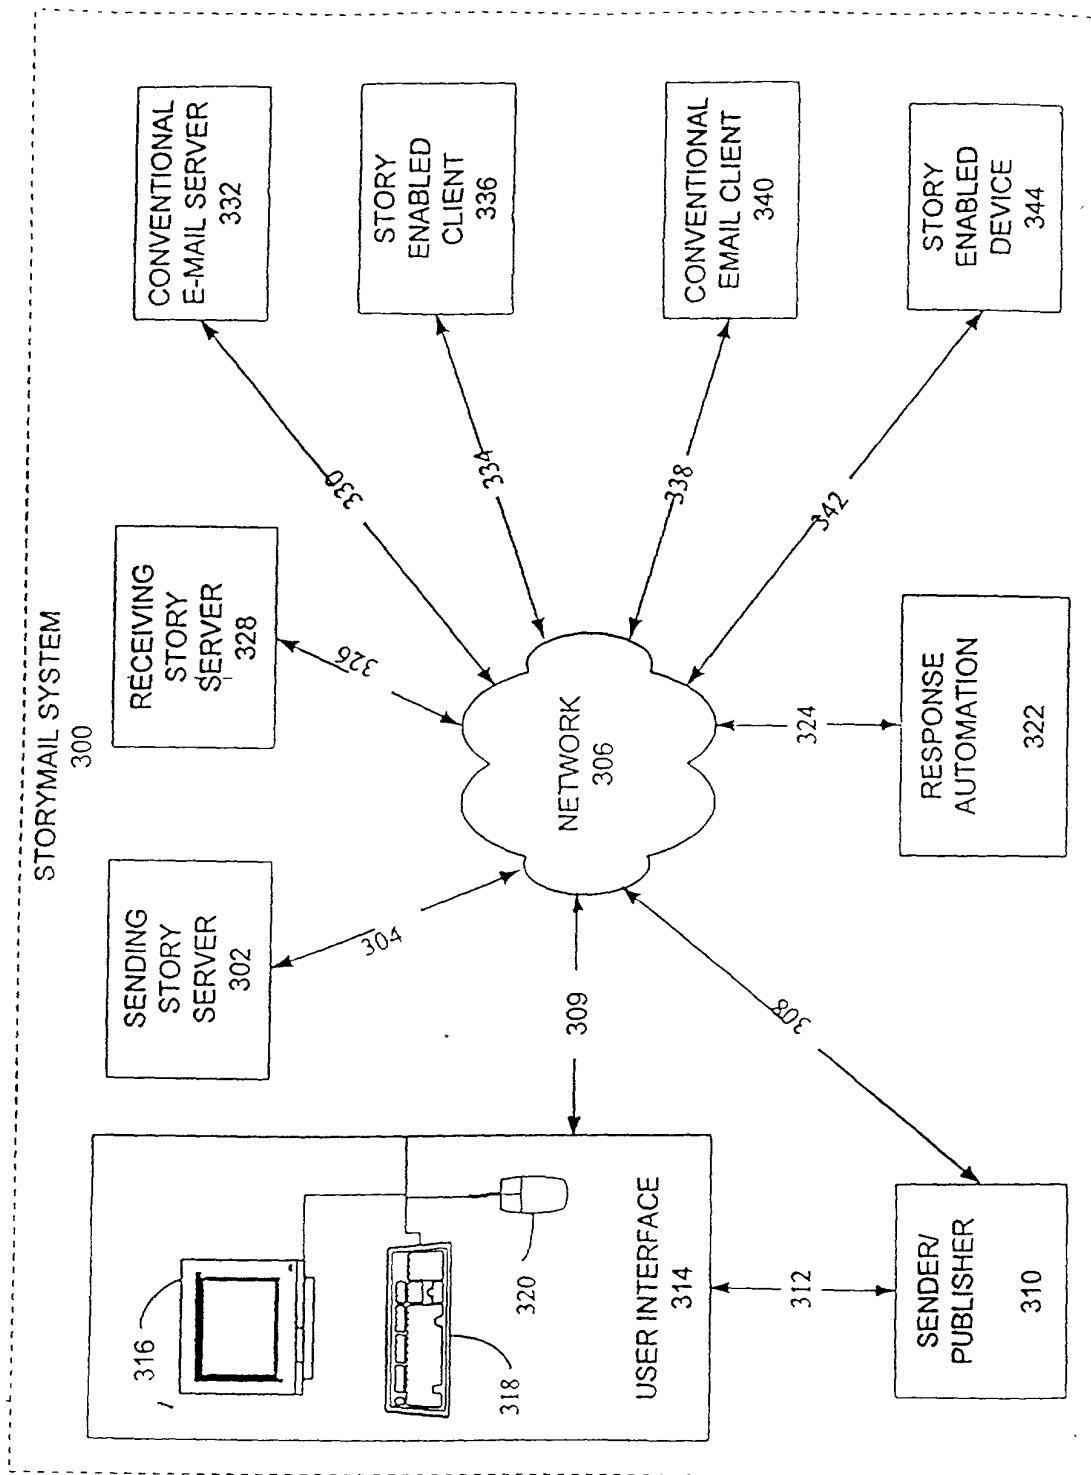 STORYMAIL SYSTEM
300
316
318
320
USER INTERFACE
314
312
SENDER/
PUBLISHER
310
SENDING
STORY
SERVER
302
304
309
308
NETWORK
306
RECEIVING
STORY
SERVER
328
326
324
RESPONSE
AUTOMATION
322
330
CONVENTIONAL
E-MAIL SERVER
332
334
STORY
ENABLED
CLIENT
336
338
CONVENTIONAL
EMAIL CLIENT
340
342
STORY
ENABLED
DEVICE
344